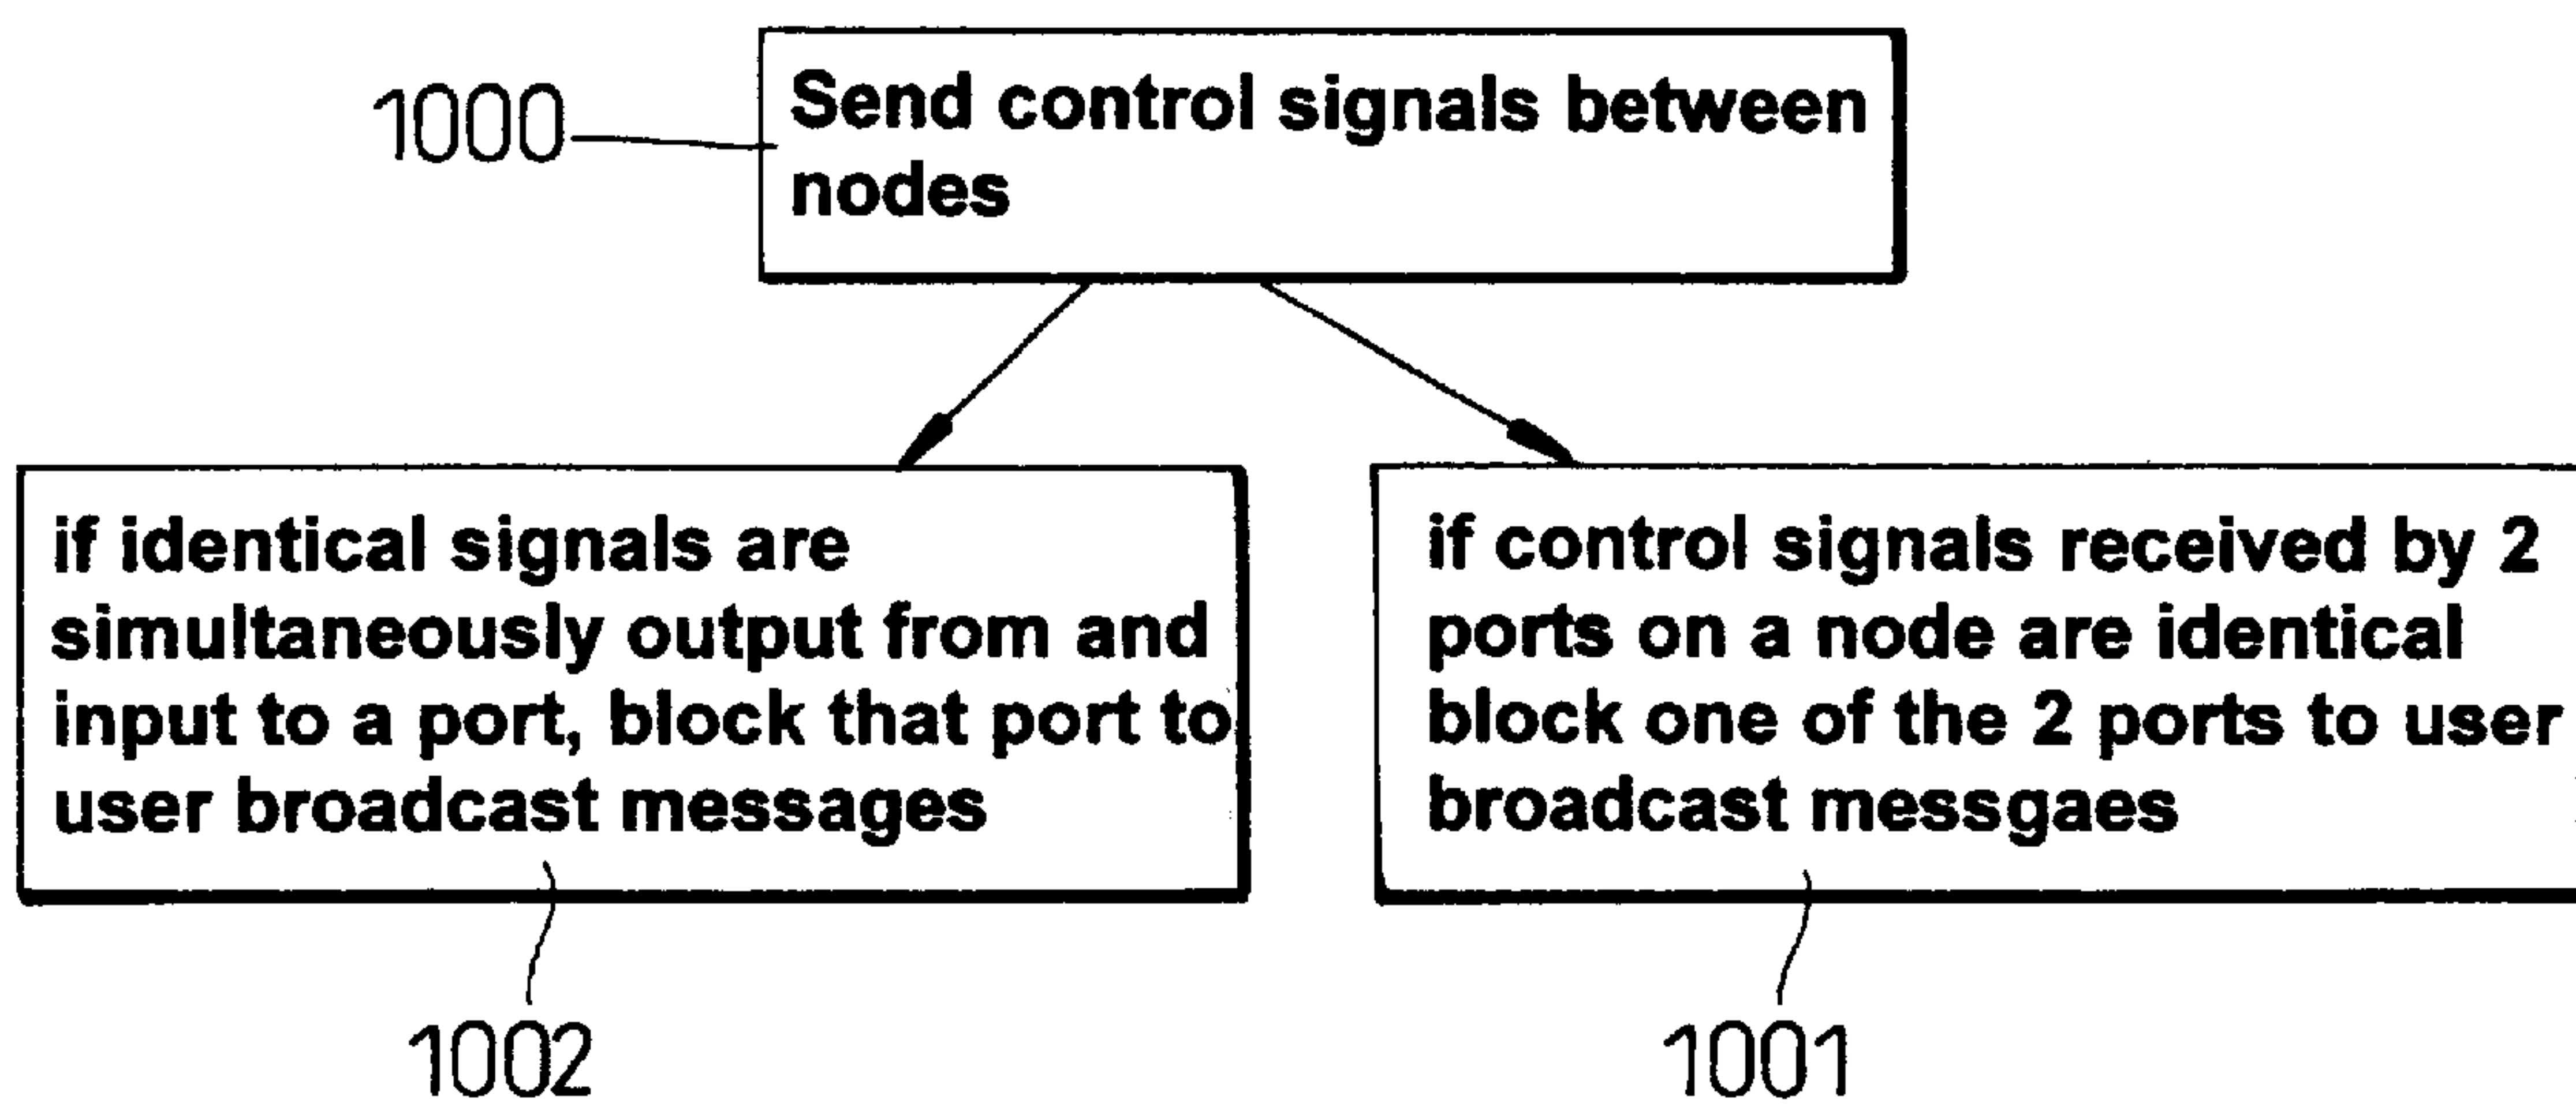 1000
Send control signals between
nodes
if identical signals are
simultaneously output from and
input to a port, block that port to
user broadcast messages
1002
if control signals received by 2
ports on a node are identical
block one of the 2 ports to user
broadcast messgaes
1001